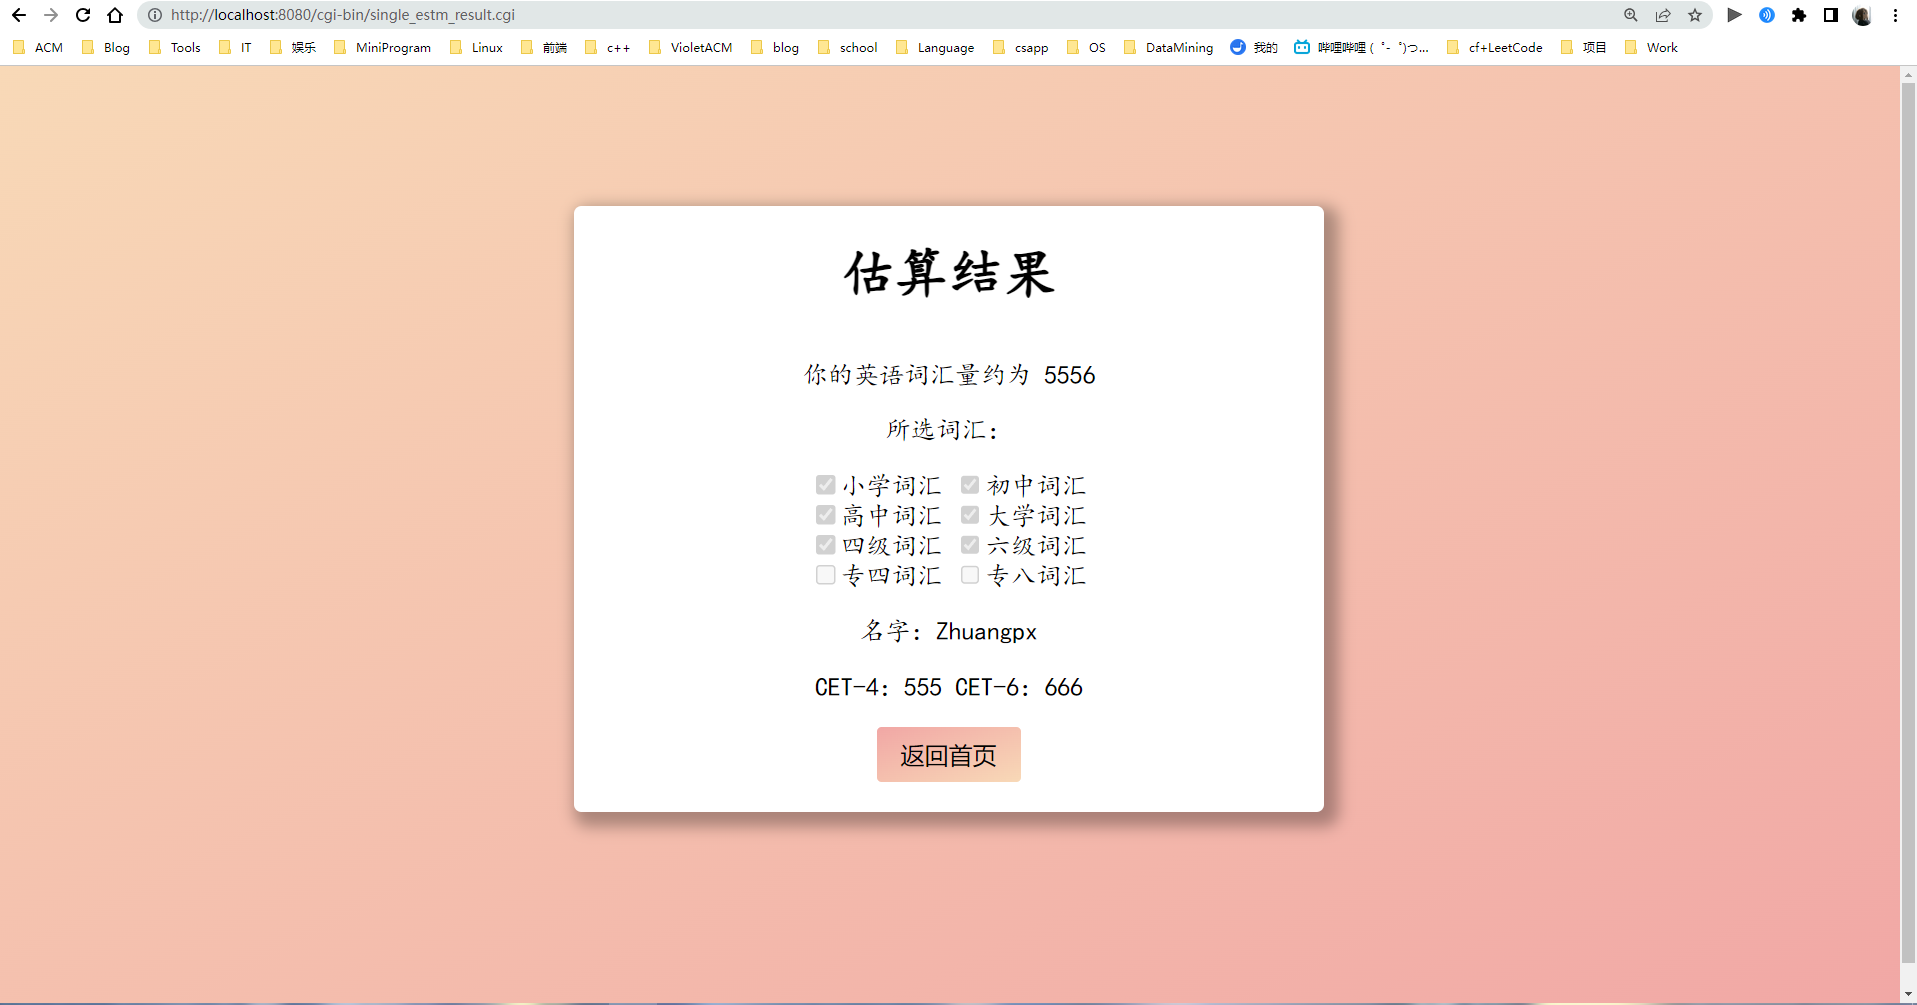 http://localhost:8080/cgi-bin/single_estm_result.cgi
ACM Blog Tools IT 娱乐 MiniProgram Linux 前端 c++ VioletACM blog school Language csapp OS DataMining 我的 哔哩哔哩 ( ゜- ゜)つ... cf+LeetCode 项目 Work
估算结果
你的英语词汇量约为 5556
所选词汇：
小学词汇 初中词汇
高中词汇 大学词汇
四级词汇 六级词汇
专四词汇 专八词汇
名字：Zhuangpx
CET-4：555 CET-6：666
返回首页